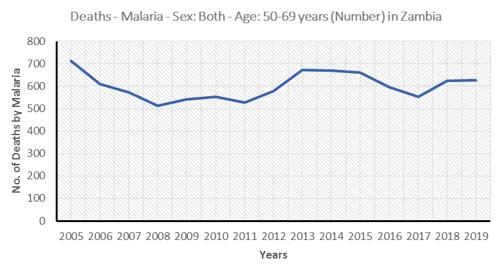 Deaths - Malaria - Sex: Both - Age: 50-69 years (Number) in Zambia
No. of Deaths by Malaria
800
700
600
500
400
300
200
100
0
2005 2006 2007 2008 2009 2010 2011 2012 2013 2014 2015 2016 2017 2018 2019
Years